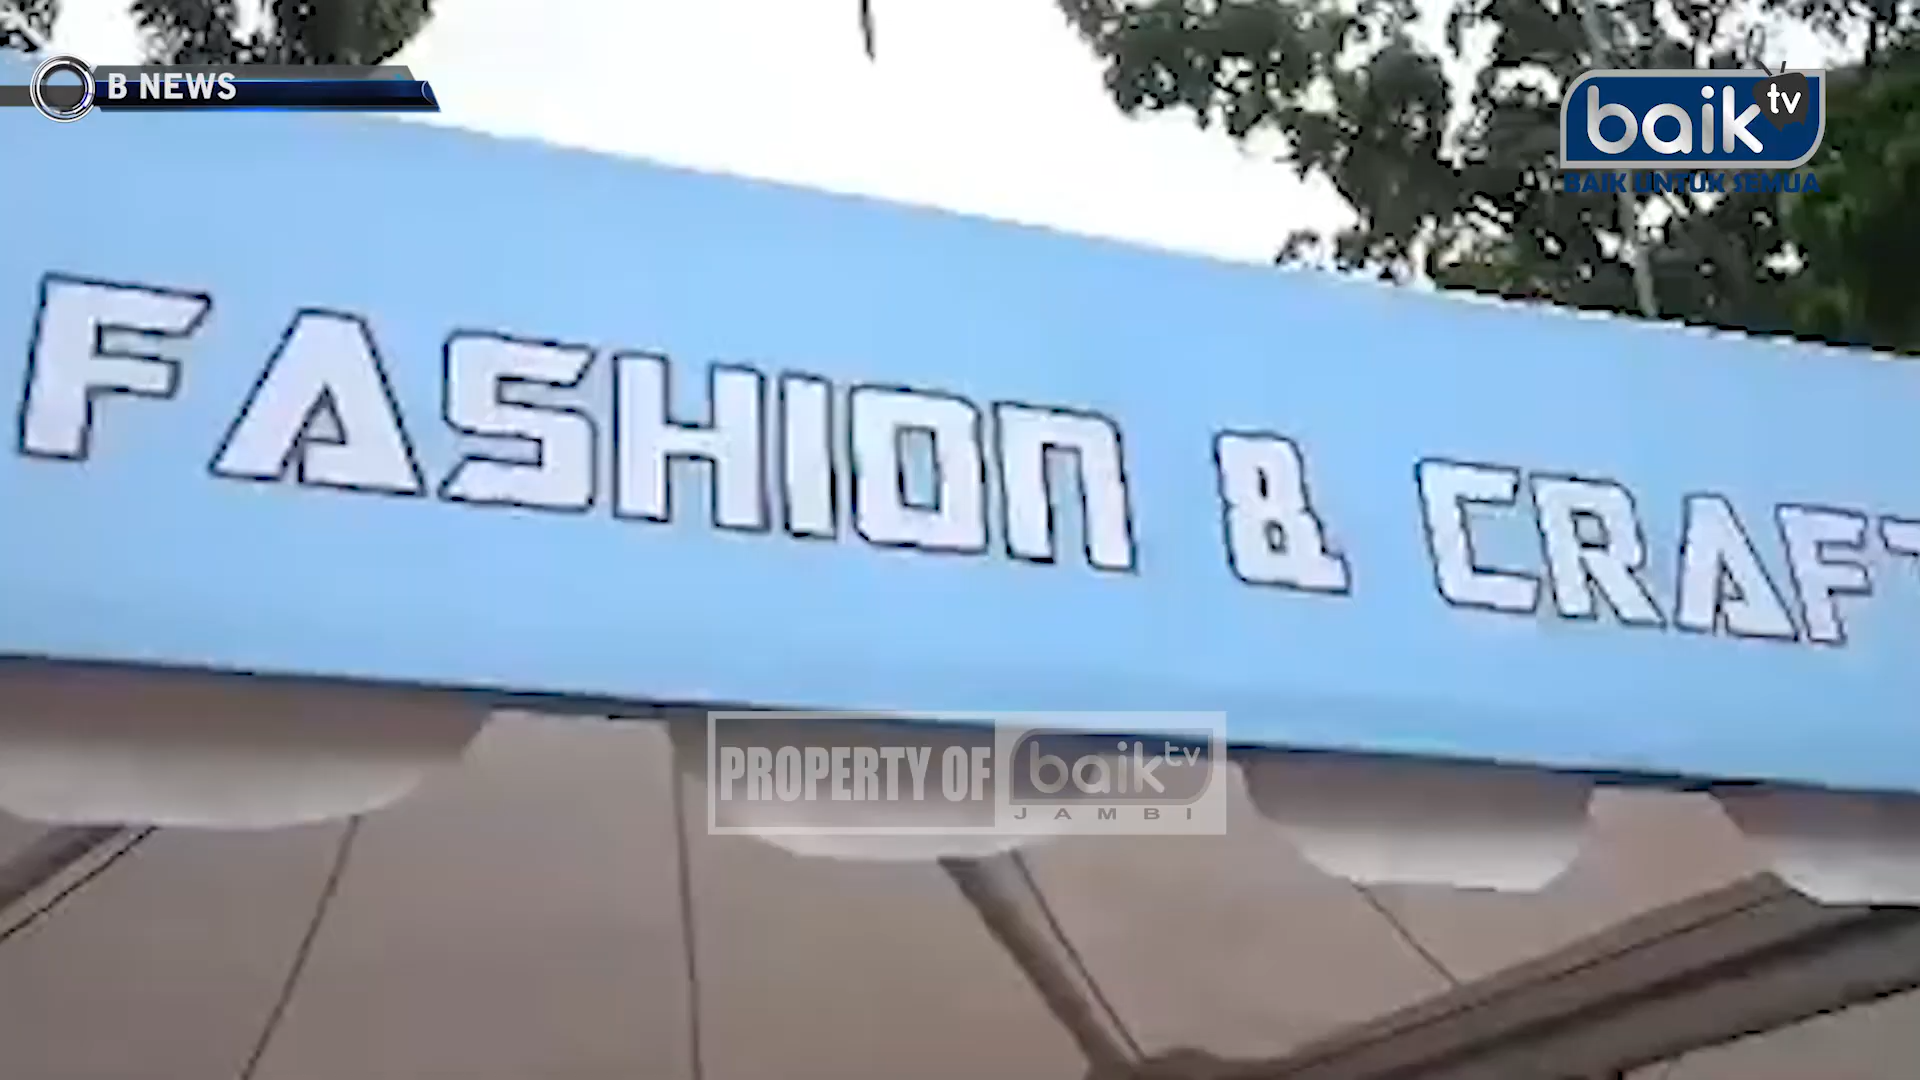 B NEWS
baik tv
BAIK UNTUK SEMUA
FASHION & CRAFT
PROPERTY OF baik tv
JAMBI